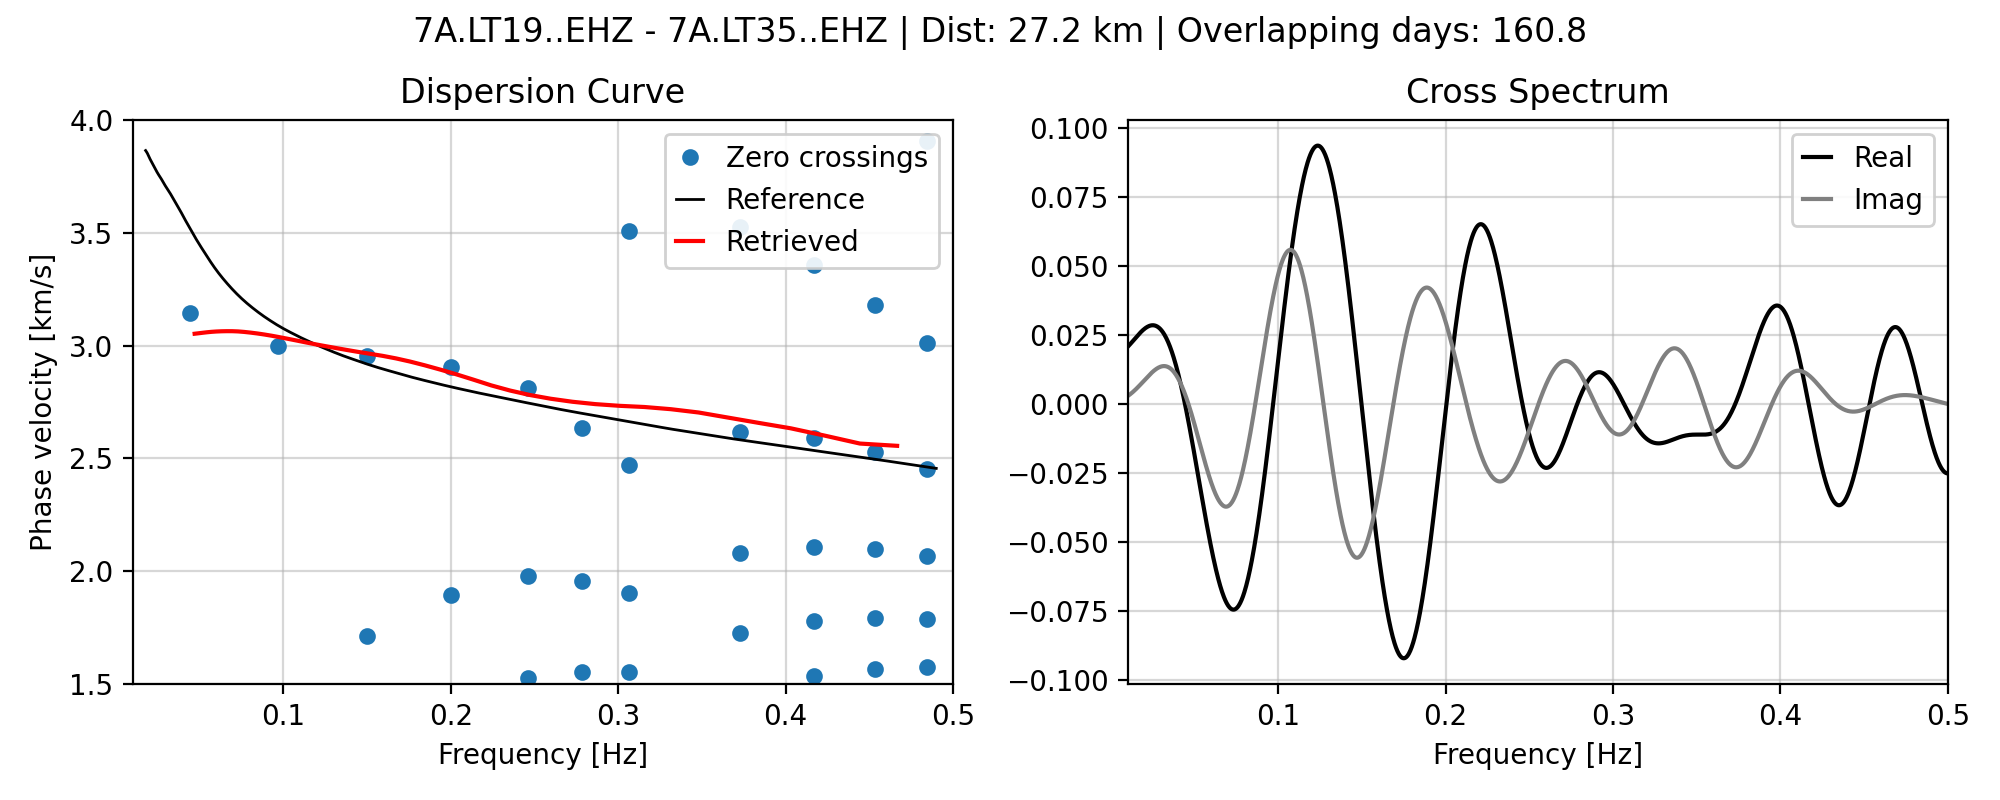 7A.LT19..EHZ - 7A.LT35..EHZ | Dist: 27.2 km | Overlapping days: 160.8
Dispersion Curve
4.0
3.5
3.0
2.5
2.0
1.5
Phase velocity [km/s]
Zero crossings
Reference
Retrieved
0.1 0.2 0.3 0.4 0.5
Frequency [Hz]
Cross Spectrum
0.100
0.075
0.050
0.025
0.000
−0.025
−0.050
−0.075
−0.100
Real
Imag
0.1 0.2 0.3 0.4 0.5
Frequency [Hz]